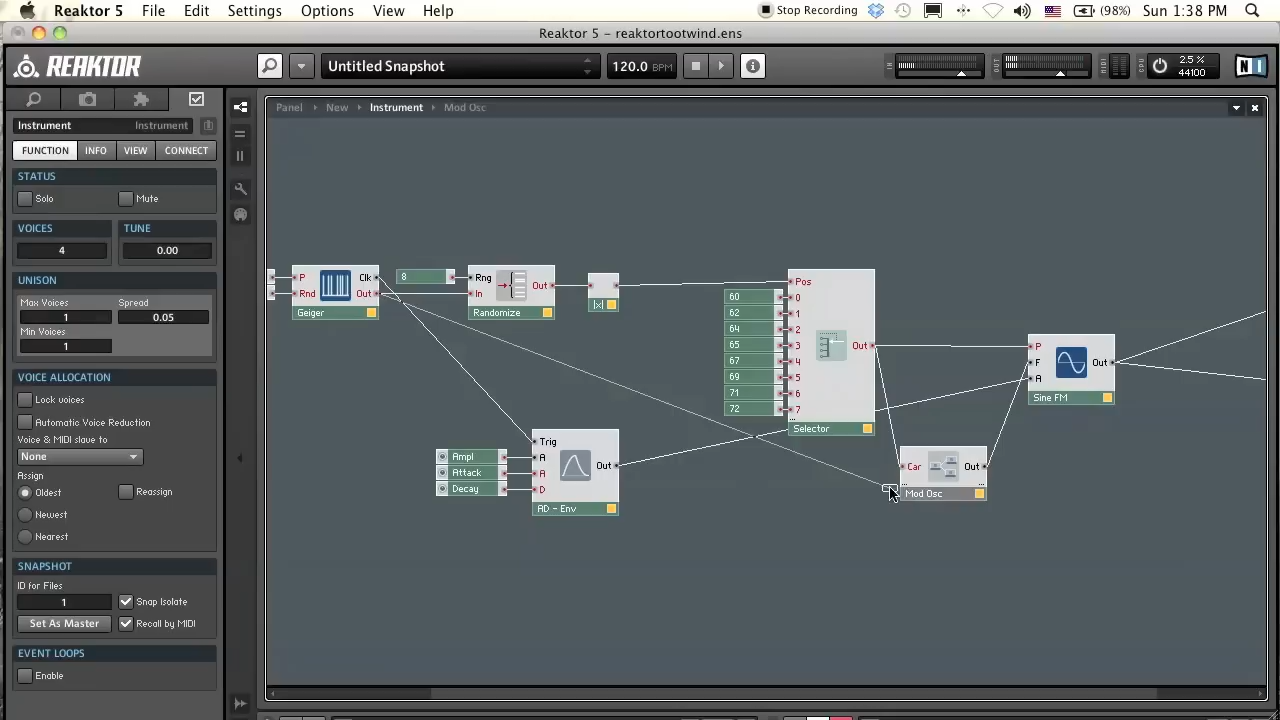 Reaktor 5 File Edit Settings Options View Help Stop Recording (98%) Sun 1:38 PM
Reaktor 5 - reaktortootwind.ens
REAKTOR Untitled Snapshot 120.0 BPM 2.5 % 44100 NI
Instrument Instrument
FUNCTION INFO VIEW CONNECT
STATUS
Solo Mute
VOICES TUNE
4 0.00
UNISON
Max Voices Spread
1 0.05
Min Voices
1
VOICE ALLOCATION
Lock voices
Automatic Voice Reduction
Voice & MIDI slave to
None
Assign
Oldest Reassign
Newest
Nearest
SNAPSHOT
ID for Files
1 Snap Isolate
Set As Master Recall by MIDI
EVENT LOOPS
Enable
Panel New Instrument Mod Osc
P Clk
Rnd Out
Geiger
8
Rng Out
In
Randomize
|x|
60
62
64
65
67
69
71
72
Pos
0
1
2
3 Out
4
5
6
7
Selector
Ampl
Attack
Decay
Trig
A
A Out
D
AD - Env
Car Out
Mod Osc
P
F Out
A
Sine FM